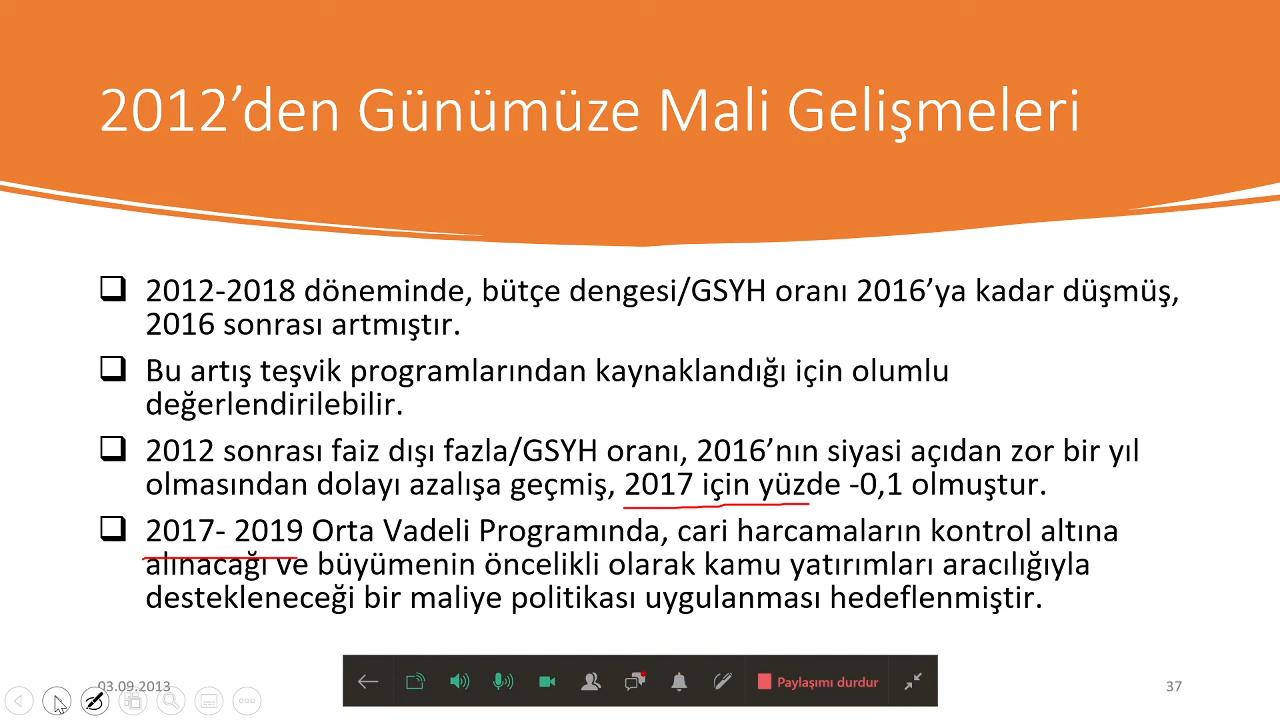 2012’den Günümüze Mali Gelişmeleri
2012-2018 döneminde, bütçe dengesi/GSYH oranı 2016’ya kadar düşmüş,
2016 sonrası artmıştır.
Bu artış teşvik programlarından kaynaklandığı için olumlu
değerlendirilebilir.
2012 sonrası faiz dışı fazla/GSYH oranı, 2016’nın siyasi açıdan zor bir yıl
olmasından dolayı azalışa geçmiş, 2017 için yüzde -0,1 olmuştur.
2017- 2019 Orta Vadeli Programında, cari harcamaların kontrol altına
alınacağı ve büyümenin öncelikli olarak kamu yatırımları aracılığıyla
destekleneceği bir maliye politikası uygulanması hedeflenmiştir.
03.09.2013
Paylaşımı durdur
37